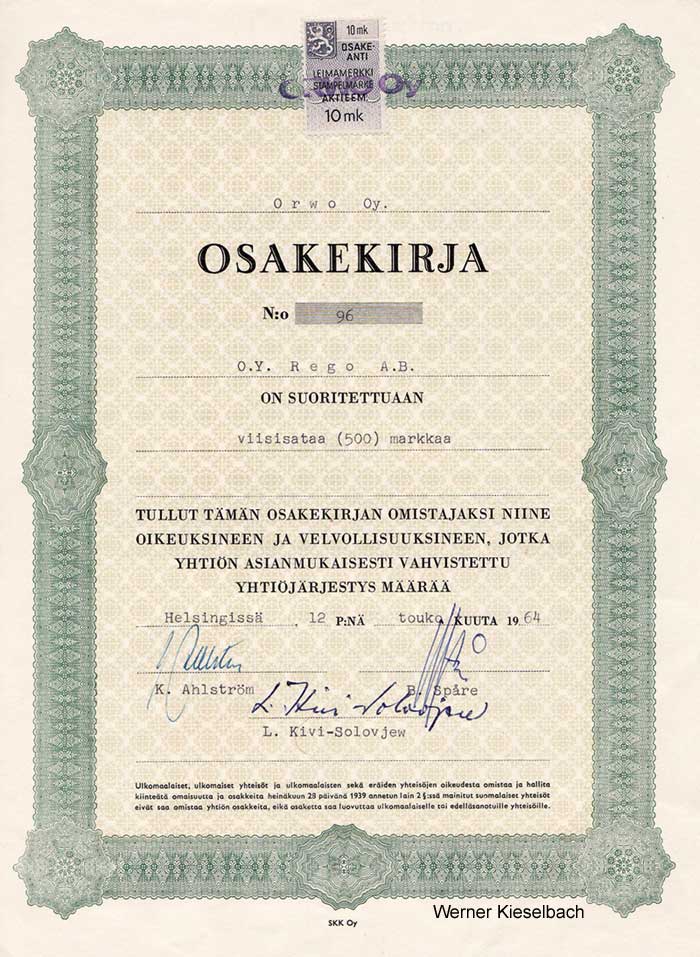 10 mk
OSAKE-
ANTI
LEIMAMERKKI
STÄMPELMÄRKE
AKTIEEM.
10 mk
Oy
Orwo Oy.
OSAKEKIRJA
N:o 96
O.Y. Rego A.B.
ON SUORITETTUAAN
viisisataa (500) markkaa
TULLUT TÄMÄN OSAKEKIRJAN OMISTAJAKSI NIINE
OIKEUKSINEEN JA VELVOLLISUUKSINEEN, JOTKA
YHTIÖN ASIANMUKAISESTI VAHVISTETTU
YHTIÖJÄRJESTYS MÄÄRÄÄ
Helsingissä, 12 P:NÄ touko KUUTA 1964
K. Ahlström B. Spåre
L. Kivi-Solovjew
L. Kivi-Solovjew
Ulkomaalaiset, ulkomaiset yhteisöt ja ulkomaalaisten sekä eräiden yhteisöjen oikeudesta omistaa ja hallita
kiinteätä omaisuutta ja osakkeita heinäkuun 28 päivänä 1939 annetun lain 2 §:ssä mainitut suomalaiset yhteisöt
eivät saa omistaa yhtiön osakkeita, eikä osaketta saa luovuttaa ulkomaalaiselle tai edelläsanotuille yhteisöille.
SKK Oy
Werner Kieselbach